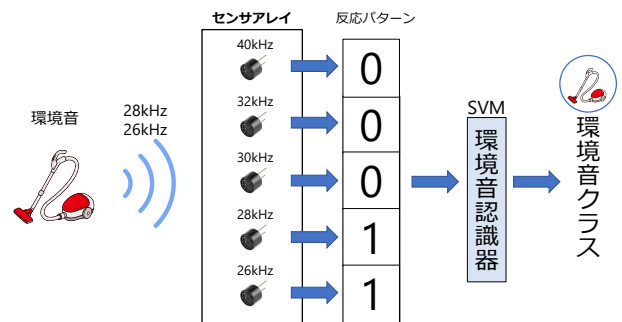 センサアレイ
反応パターン
環境音
28kHz
26kHz
40kHz
0
32kHz
0
30kHz
0
28kHz
1
26kHz
1
SVM
環境音認識器
環境音クラス